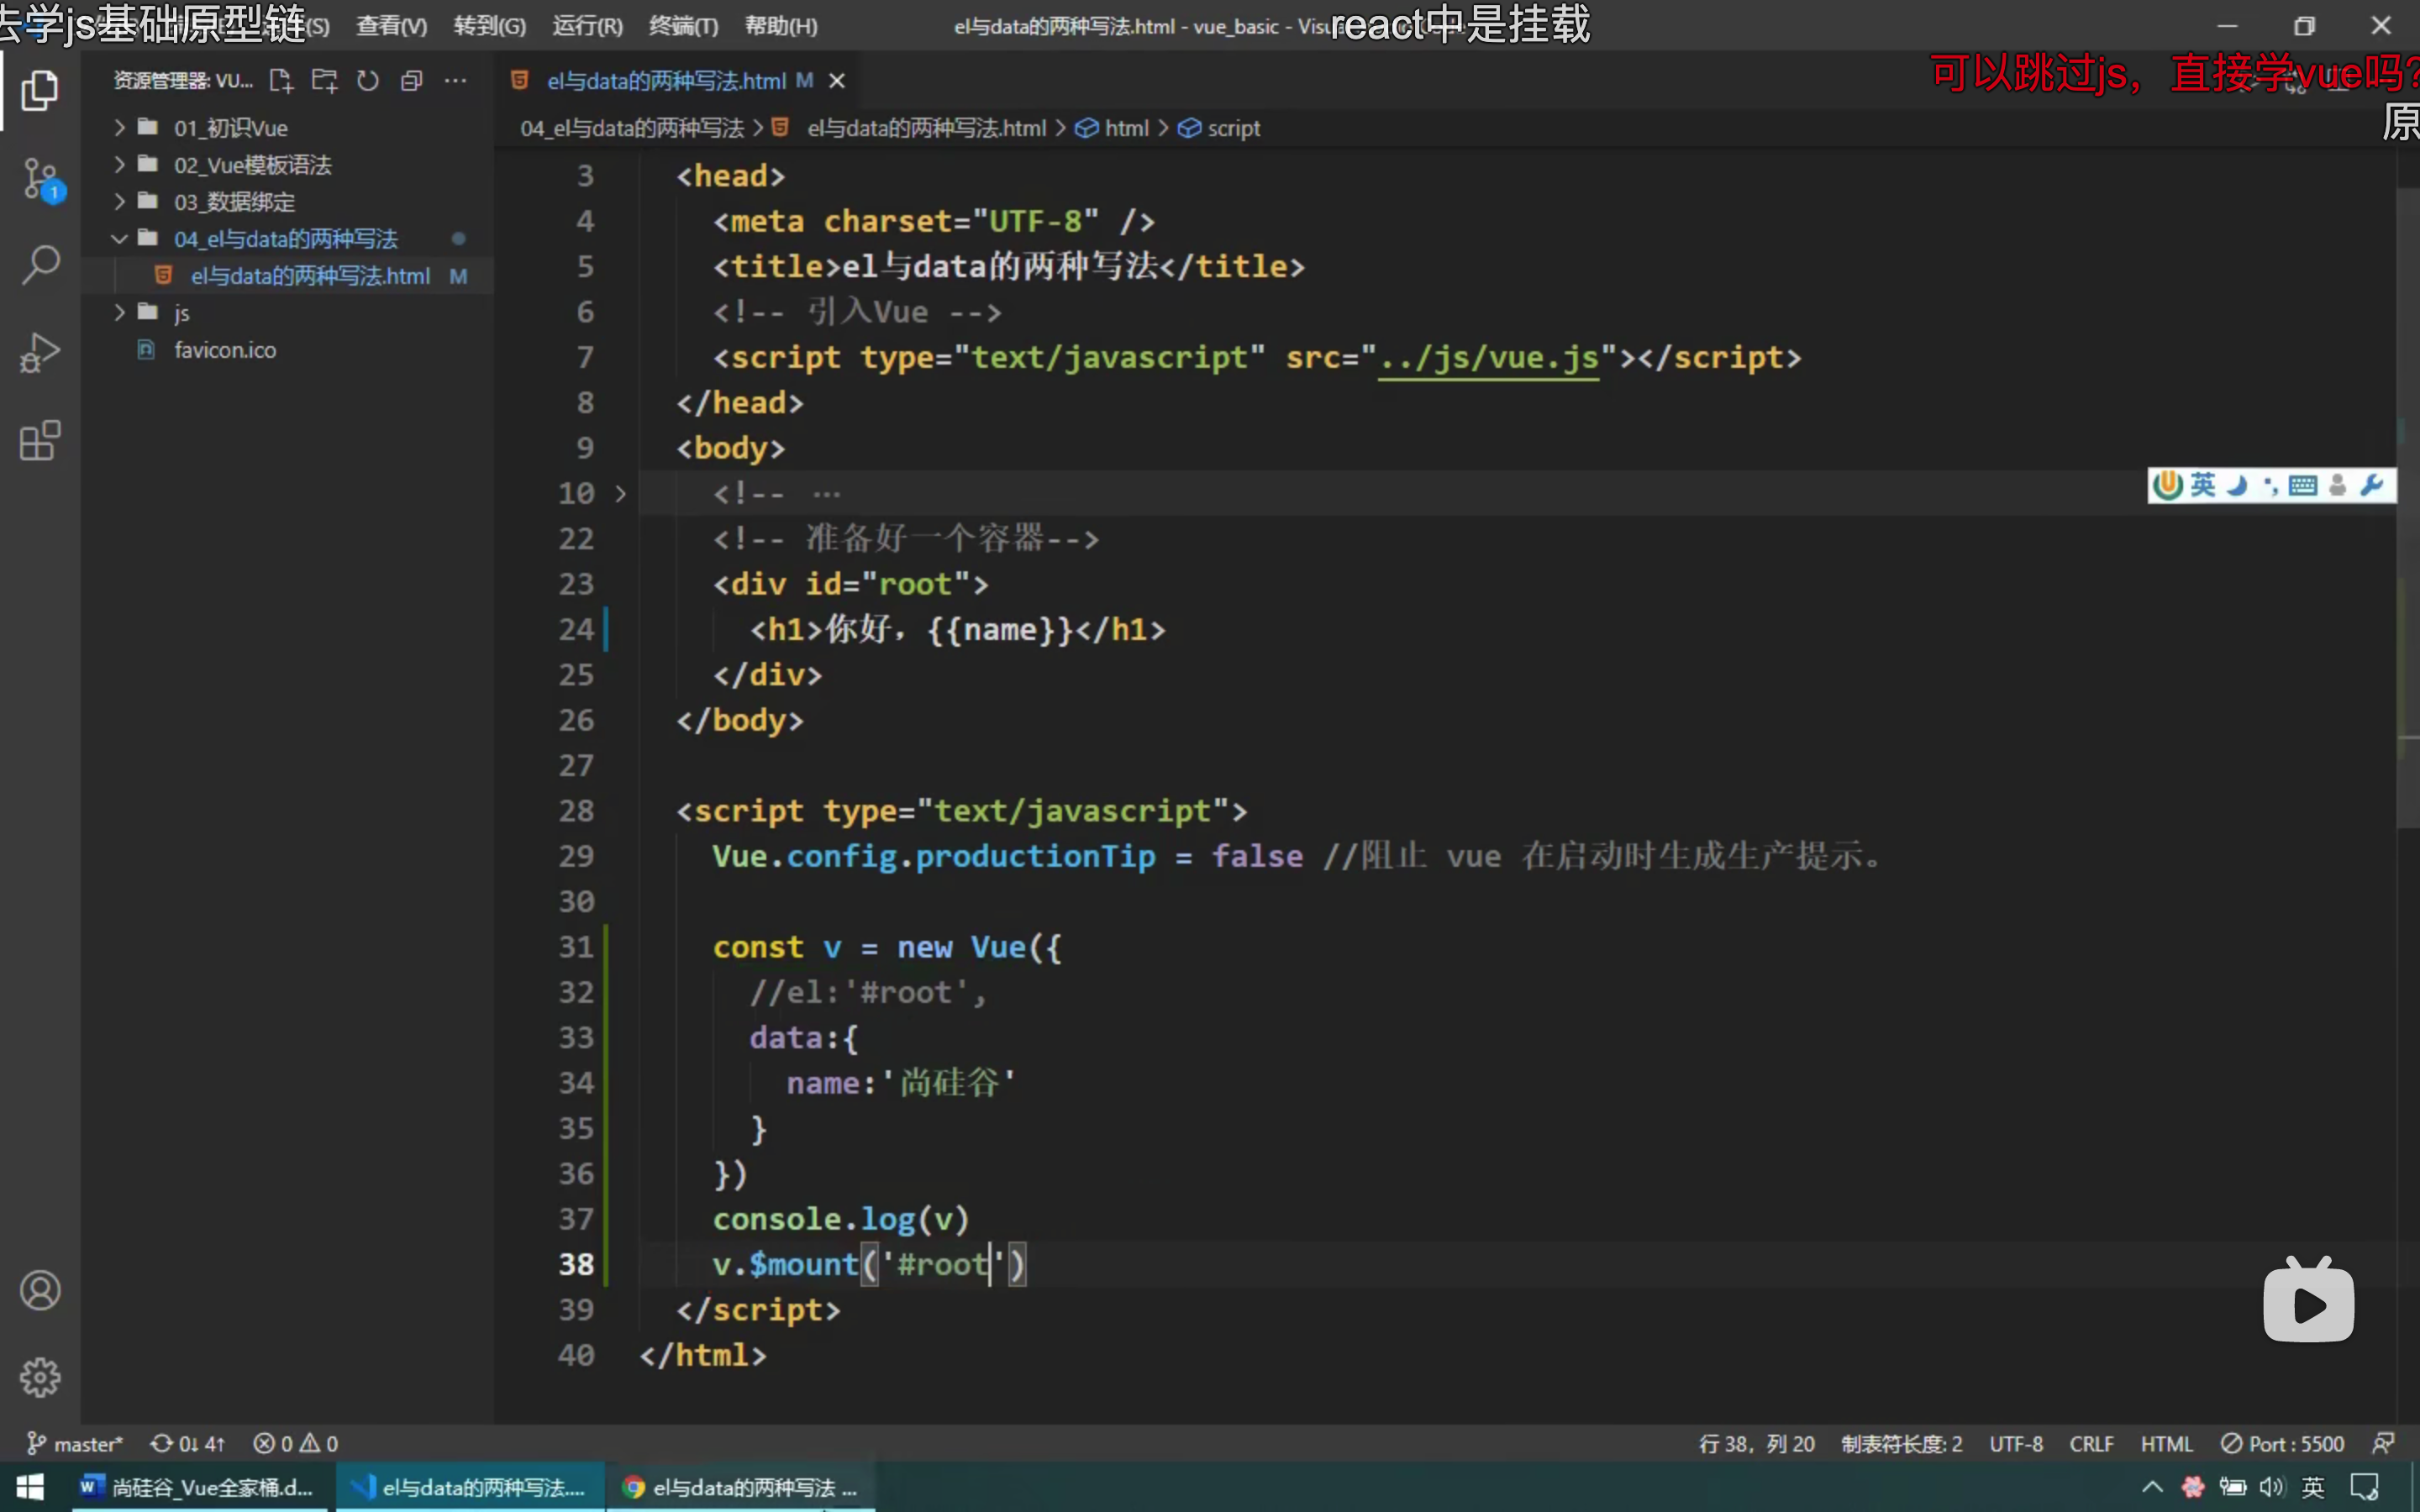 去学js基础原型链
(S) 查看(V) 转到(G) 运行(R) 终端(T) 帮助(H)
el与data的两种写法.html - vue_basic - Visu
react中是挂载
可以跳过js，直接学vue吗?
原
资源管理器: VU...
el与data的两种写法.html M
01_初识Vue
02_Vue模板语法
03_数据绑定
04_el与data的两种写法
el与data的两种写法.html M
js
favicon.ico
1
04_el与data的两种写法 > el与data的两种写法.html > html > script
3 <head>
4 <meta charset="UTF-8" />
5 <title>el与data的两种写法</title>
6 <!-- 引入Vue -->
7 <script type="text/javascript" src="../js/vue.js"></script>
8 </head>
9 <body>
10 <!-- ...
22 <!-- 准备好一个容器-->
23 <div id="root">
24 <h1>你好，{{name}}</h1>
25 </div>
26 </body>
27
28 <script type="text/javascript">
29 Vue.config.productionTip = false //阻止 vue 在启动时生成生产提示。
30
31 const v = new Vue({
32 //el:'#root',
33 data:{
34 name:'尚硅谷'
35 }
36 })
37 console.log(v)
38 v.$mount('#root')
39 </script>
40 </html>
英
master* 0↓ 4↑ 0 0
行 38，列 20 制表符长度: 2 UTF-8 CRLF HTML Port : 5500
尚硅谷_Vue全家桶.d...
el与data的两种写法....
el与data的两种写法 ...
英